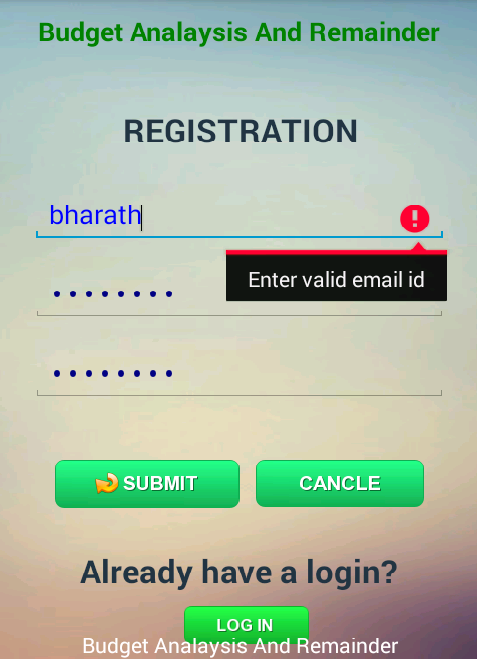 Budget Analaysis And Remainder
REGISTRATION
bharath
Enter valid email id
SUBMIT
CANCLE
Already have a login?
LOG IN
Budget Analaysis And Remainder